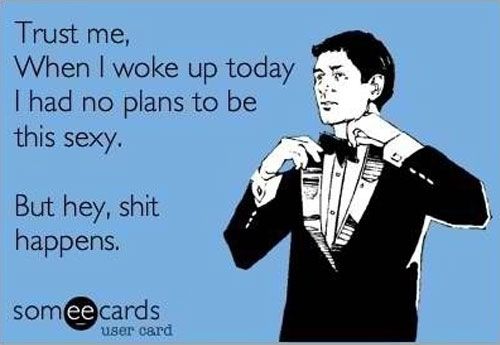 Trust me,
When I woke up today
I had no plans to be
this sexy.
But hey, shit
happens.
someecards
user card